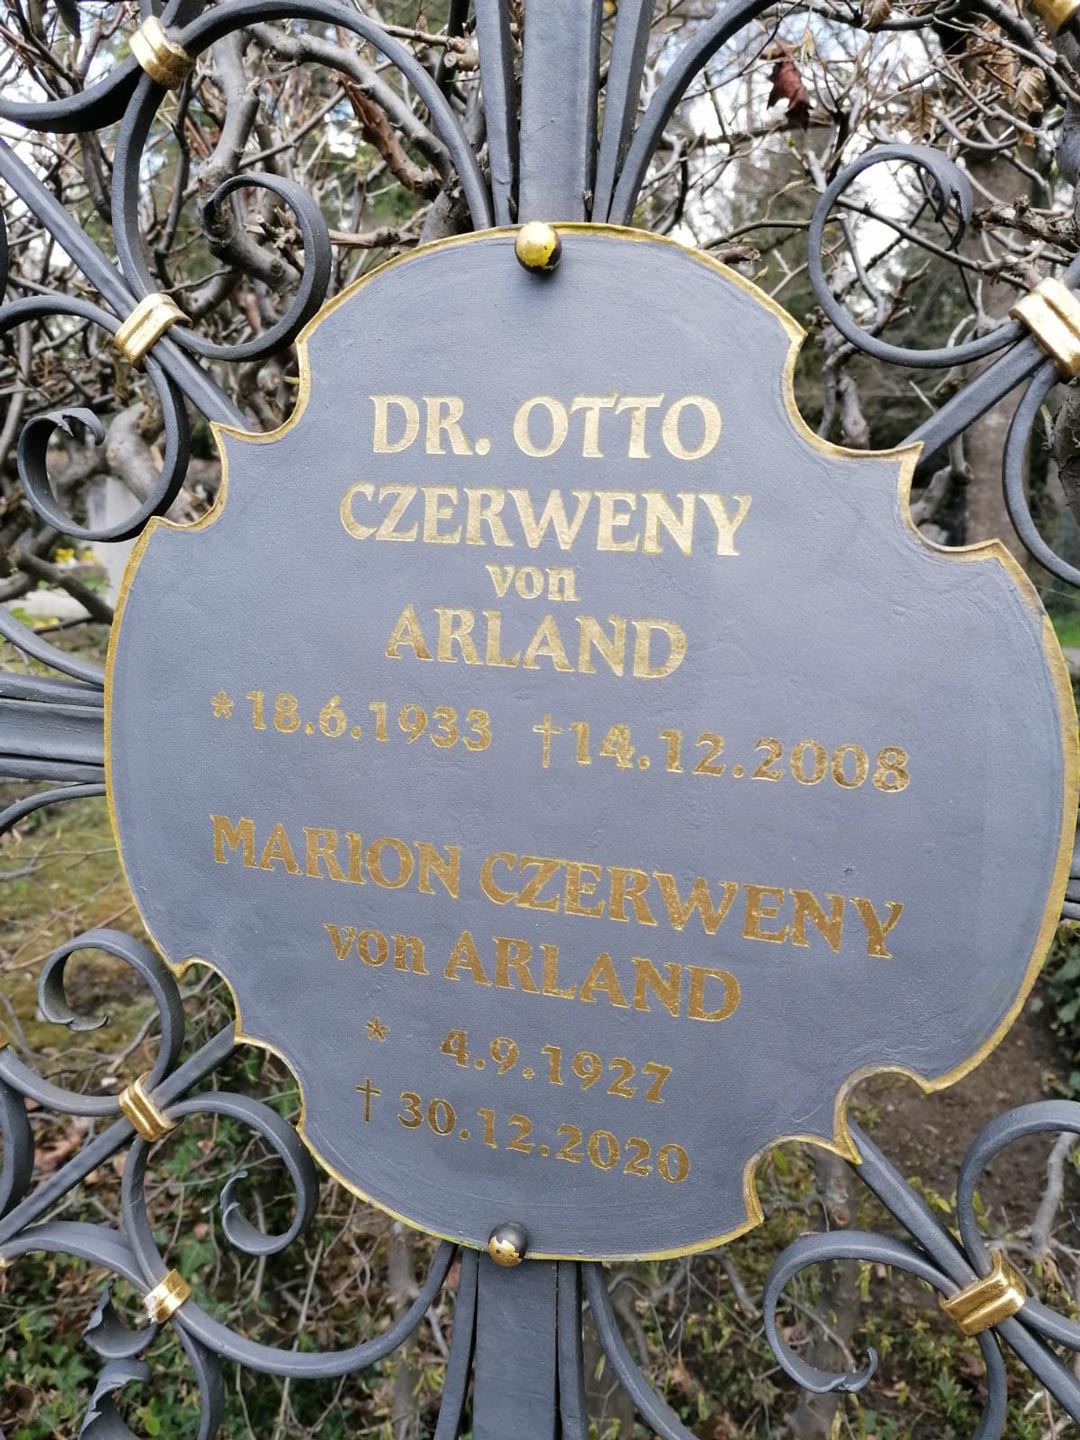 DR. OTTO
CZERWENY
von
ARLAND
*18.6.1933 †14.12.2008
MARION CZERWENY
von ARLAND
* 4.9.1927
†30.12.2020